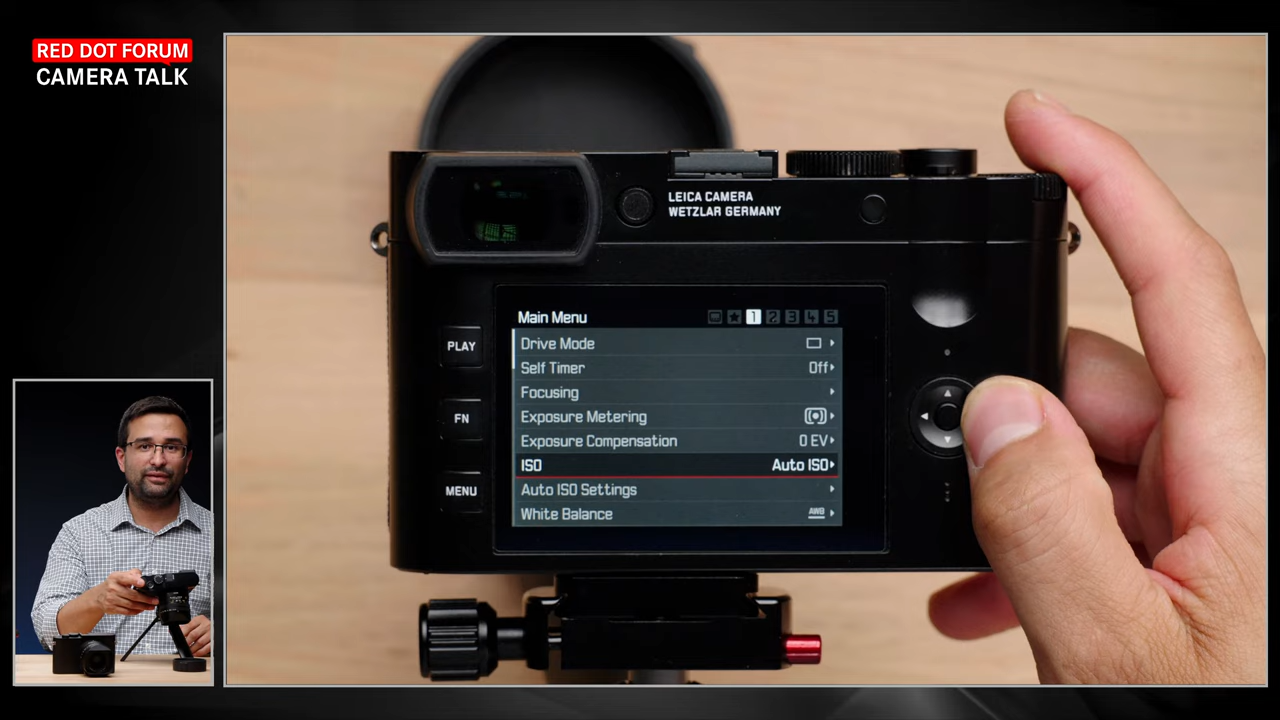 RED DOT FORUM
CAMERA TALK
LEICA CAMERA
WETZLAR GERMANY
PLAY
FN
MENU
Main Menu
1 2 3 4 5
Drive Mode
Self Timer Off
Focusing
Exposure Metering
Exposure Compensation 0 EV
ISO Auto ISO
Auto ISO Settings
White Balance AWB